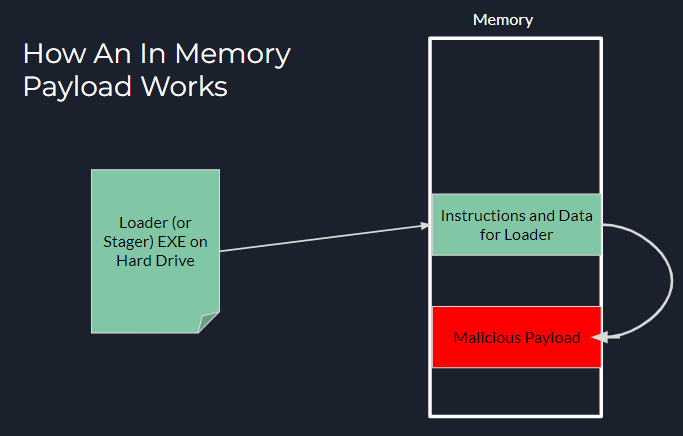 Memory
How An In Memory
Payload Works
Loader (or
Stager) EXE on
Hard Drive
Instructions and Data
for Loader
Malicious Payload